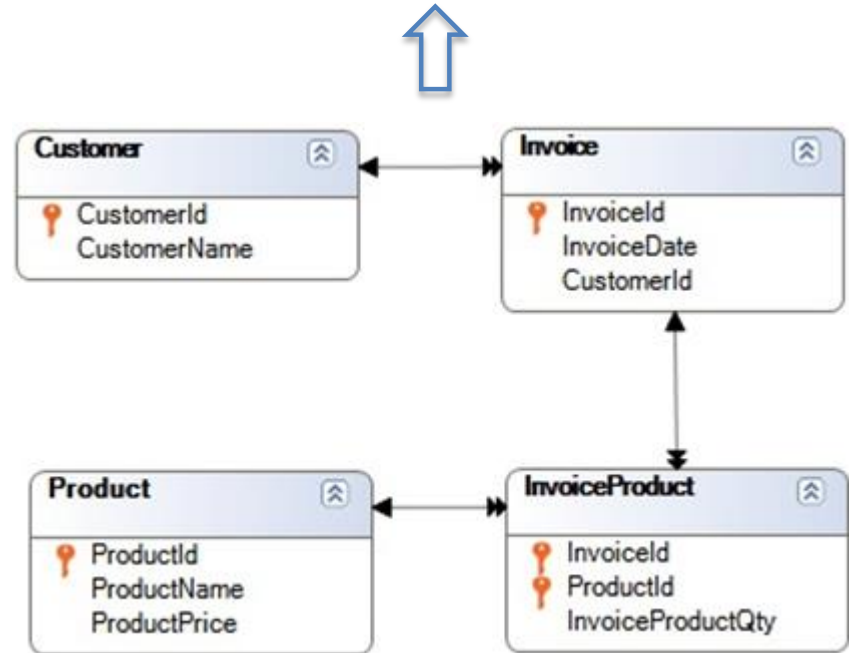 Customer
CustomerId
CustomerName
Invoice
InvoiceId
InvoiceDate
CustomerId
Product
ProductId
ProductName
ProductPrice
InvoiceProduct
InvoiceId
ProductId
InvoiceProductQty